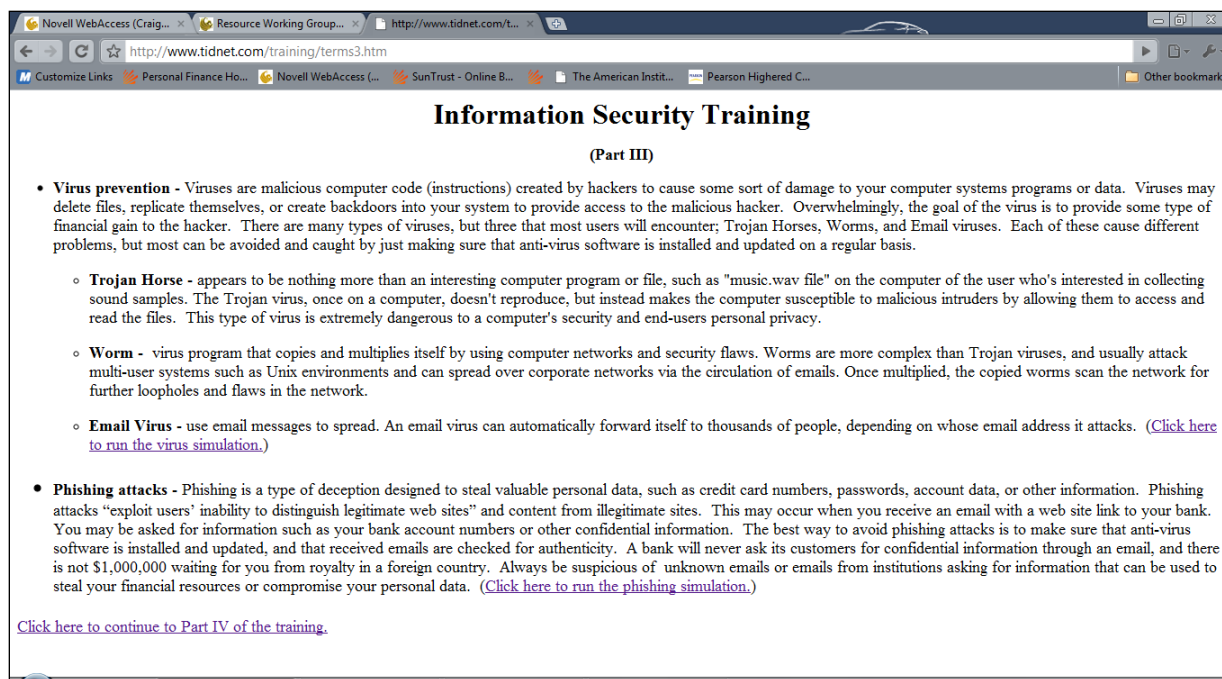 Novell WebAccess (Craig... × Resource Working Group... × http://www.tidnet.com/t... ×
http://www.tidnet.com/training/terms3.htm
Customize Links Personal Finance Ho... Novell WebAccess (... SunTrust - Online B... The American Instit... Pearson Highered C... Other bookmark
Information Security Training
(Part III)
• Virus prevention - Viruses are malicious computer code (instructions) created by hackers to cause some sort of damage to your computer systems programs or data. Viruses may
delete files, replicate themselves, or create backdoors into your system to provide access to the malicious hacker. Overwhelmingly, the goal of the virus is to provide some type of
financial gain to the hacker. There are many types of viruses, but three that most users will encounter; Trojan Horses, Worms, and Email viruses. Each of these cause different
problems, but most can be avoided and caught by just making sure that anti-virus software is installed and updated on a regular basis.
◦ Trojan Horse - appears to be nothing more than an interesting computer program or file, such as "music.wav file" on the computer of the user who's interested in collecting
sound samples. The Trojan virus, once on a computer, doesn't reproduce, but instead makes the computer susceptible to malicious intruders by allowing them to access and
read the files. This type of virus is extremely dangerous to a computer's security and end-users personal privacy.
◦ Worm - virus program that copies and multiplies itself by using computer networks and security flaws. Worms are more complex than Trojan viruses, and usually attack
multi-user systems such as Unix environments and can spread over corporate networks via the circulation of emails. Once multiplied, the copied worms scan the network for
further loopholes and flaws in the network.
◦ Email Virus - use email messages to spread. An email virus can automatically forward itself to thousands of people, depending on whose email address it attacks. (Click here
to run the virus simulation.)
• Phishing attacks - Phishing is a type of deception designed to steal valuable personal data, such as credit card numbers, passwords, account data, or other information. Phishing
attacks “exploit users’ inability to distinguish legitimate web sites” and content from illegitimate sites. This may occur when you receive an email with a web site link to your bank.
You may be asked for information such as your bank account numbers or other confidential information. The best way to avoid phishing attacks is to make sure that anti-virus
software is installed and updated, and that received emails are checked for authenticity. A bank will never ask its customers for confidential information through an email, and there
is not $1,000,000 waiting for you from royalty in a foreign country. Always be suspicious of unknown emails or emails from institutions asking for information that can be used to
steal your financial resources or compromise your personal data. (Click here to run the phishing simulation.)
Click here to continue to Part IV of the training.